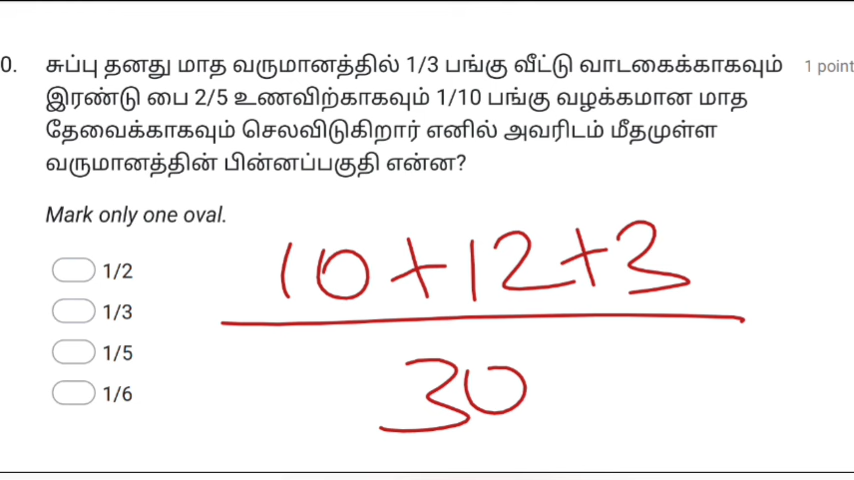 0. சுப்பு தனது மாத வருமானத்தில் 1/3 பங்கு வீட்டு வாடகைக்காகவும் 1 point
இரண்டு பை 2/5 உணவிற்காகவும் 1/10 பங்கு வழக்கமான மாத
தேவைக்காகவும் செலவிடுகிறார் எனில் அவரிடம் மீதமுள்ள
வருமானத்தின் பின்னப்பகுதி என்ன?
Mark only one oval.
1/2
1/3
1/5
1/6
10+12+3
30